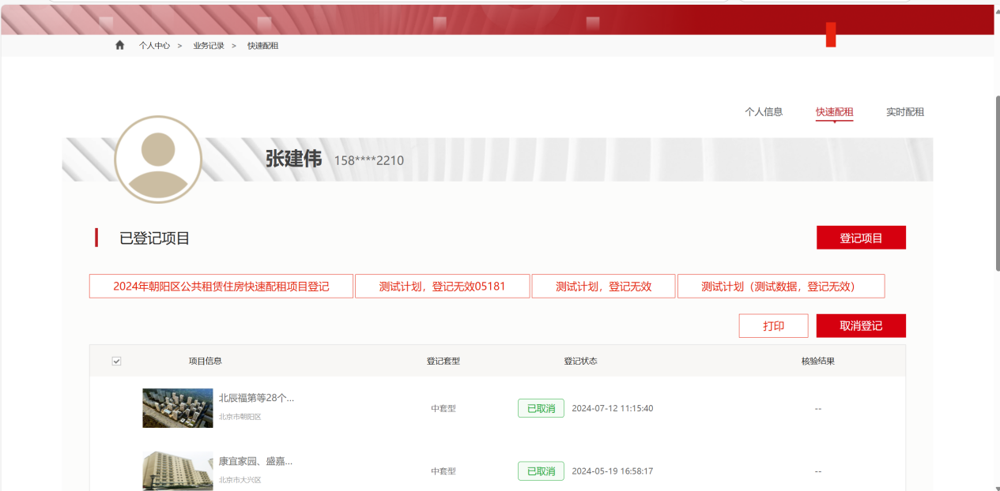 个人中心 > 业务记录 > 快速配租
个人信息 快速配租 实时配租
张建伟 158****2210
已登记项目 登记项目
2024年朝阳区公共租赁住房快速配租项目登记 测试计划，登记无效05181 测试计划，登记无效 测试计划（测试数据，登记无效）
打印 取消登记
项目信息 登记套型 登记状态 核验结果
北辰福第等28个...
北京市朝阳区
中套型 已取消 2024-07-12 11:15:40 --
康宜家园、盛嘉...
北京市大兴区
中套型 已取消 2024-05-19 16:58:17 --